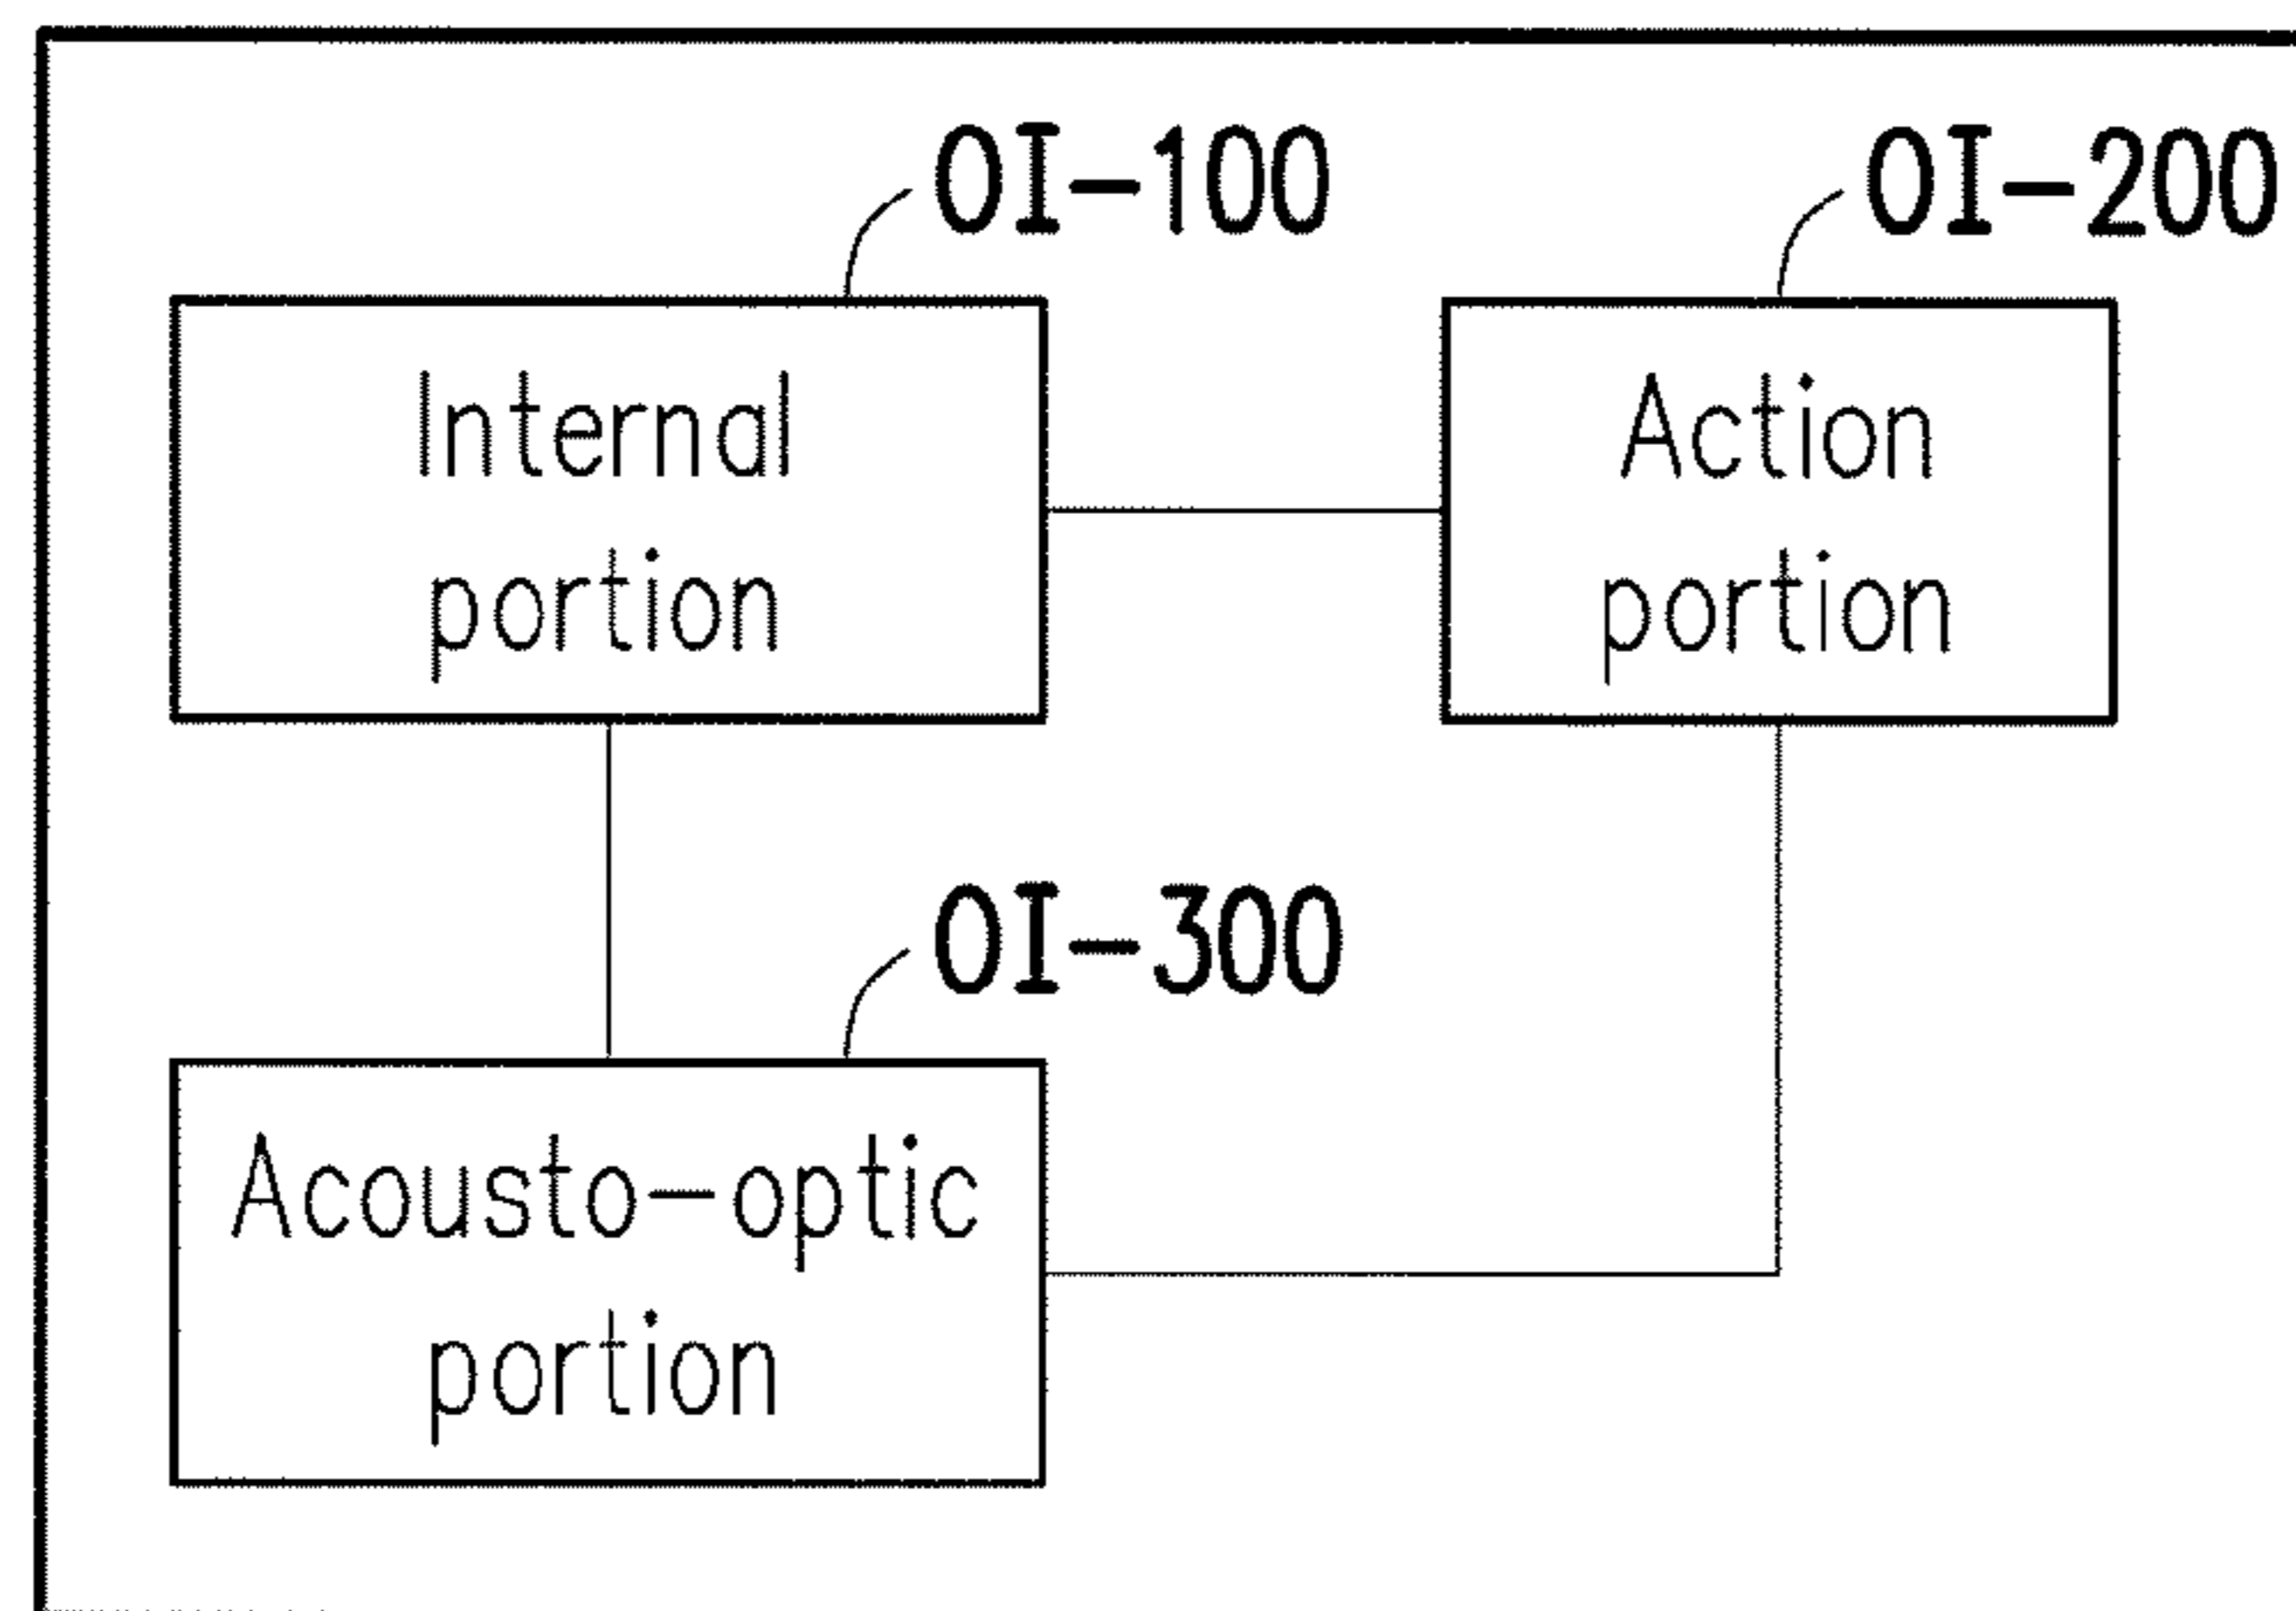 OI-100
OI-200
Internal
portion
Action
portion
OI-300
Acousto-optic
portion